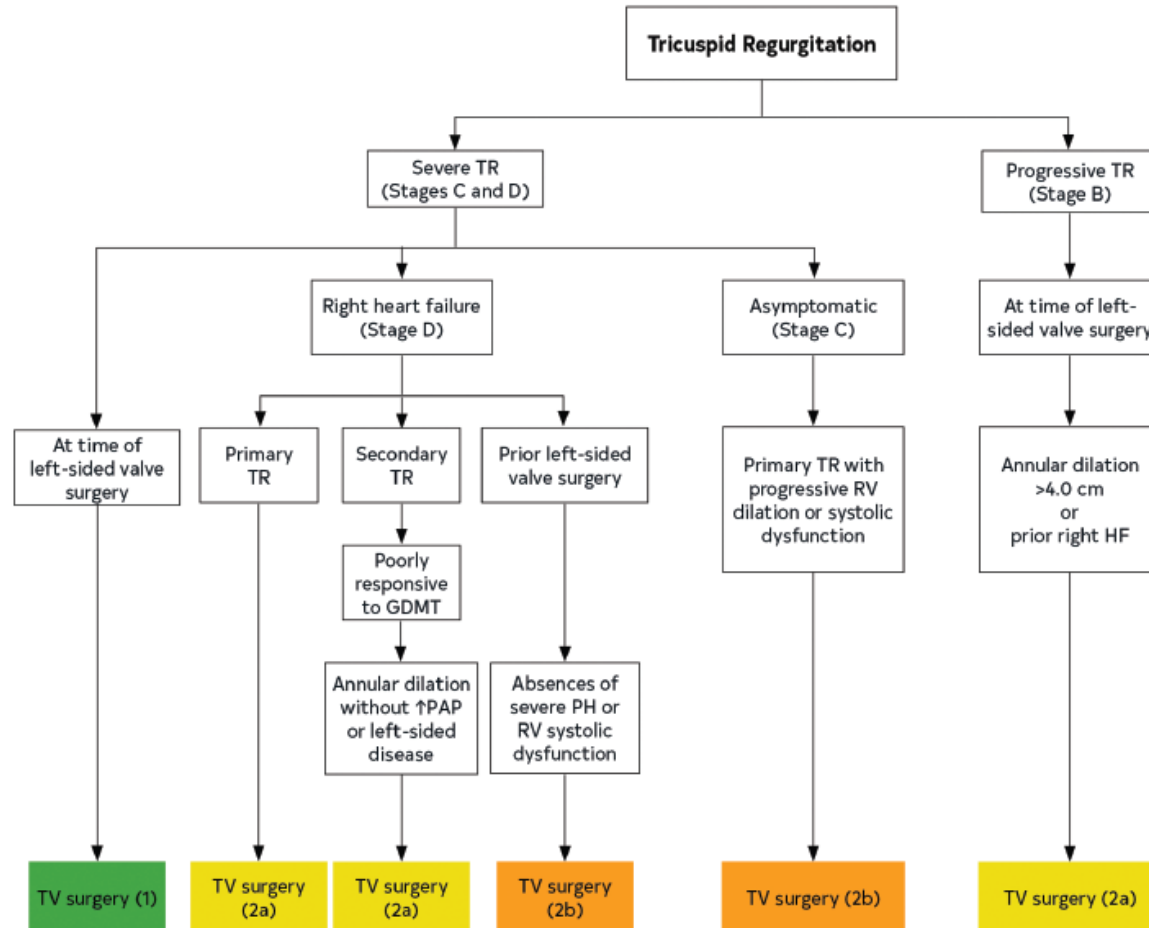 Tricuspid Regurgitation
Severe TR
(Stages C and D)
Progressive TR
(Stage B)
Right heart failure
(Stage D)
Asymptomatic
(Stage C)
At time of left-
sided valve surgery
At time of
left-sided valve
surgery
Primary
TR
Secondary
TR
Prior left-sided
valve surgery
Primary TR with
progressive RV
dilation or systolic
dysfunction
Annular dilation
>4.0 cm
or
prior right HF
Poorly
responsive
to GDMT
Annular dilation
without ↑PAP
or left-sided
disease
Absences of
severe PH or
RV systolic
dysfunction
TV surgery (1)
TV surgery
(2a)
TV surgery
(2a)
TV surgery
(2b)
TV surgery (2b)
TV surgery (2a)